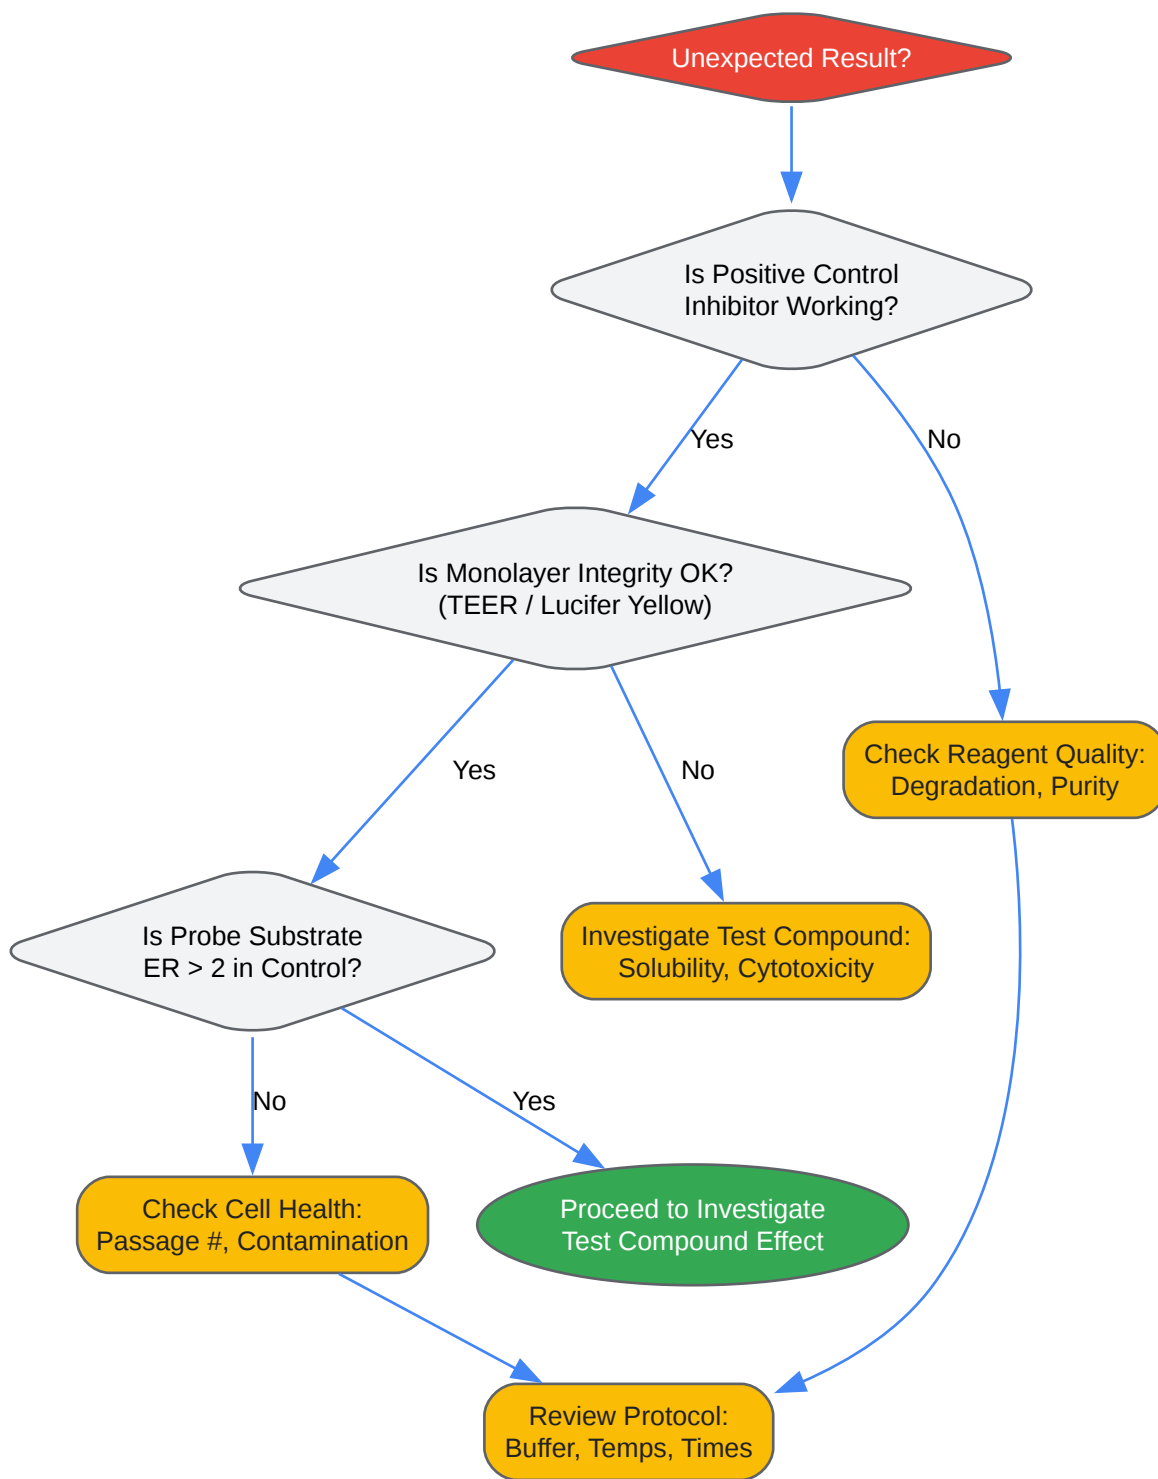 Unexpected Result?
Is Positive Control
Inhibitor Working?
Yes
No
Is Monolayer Integrity OK?
(TEER / Lucifer Yellow)
Check Reagent Quality:
Degradation, Purity
Yes
No
Is Probe Substrate
ER > 2 in Control?
Investigate Test Compound:
Solubility, Cytotoxicity
No
Yes
Check Cell Health:
Passage #, Contamination
Proceed to Investigate
Test Compound Effect
Review Protocol:
Buffer, Temps, Times